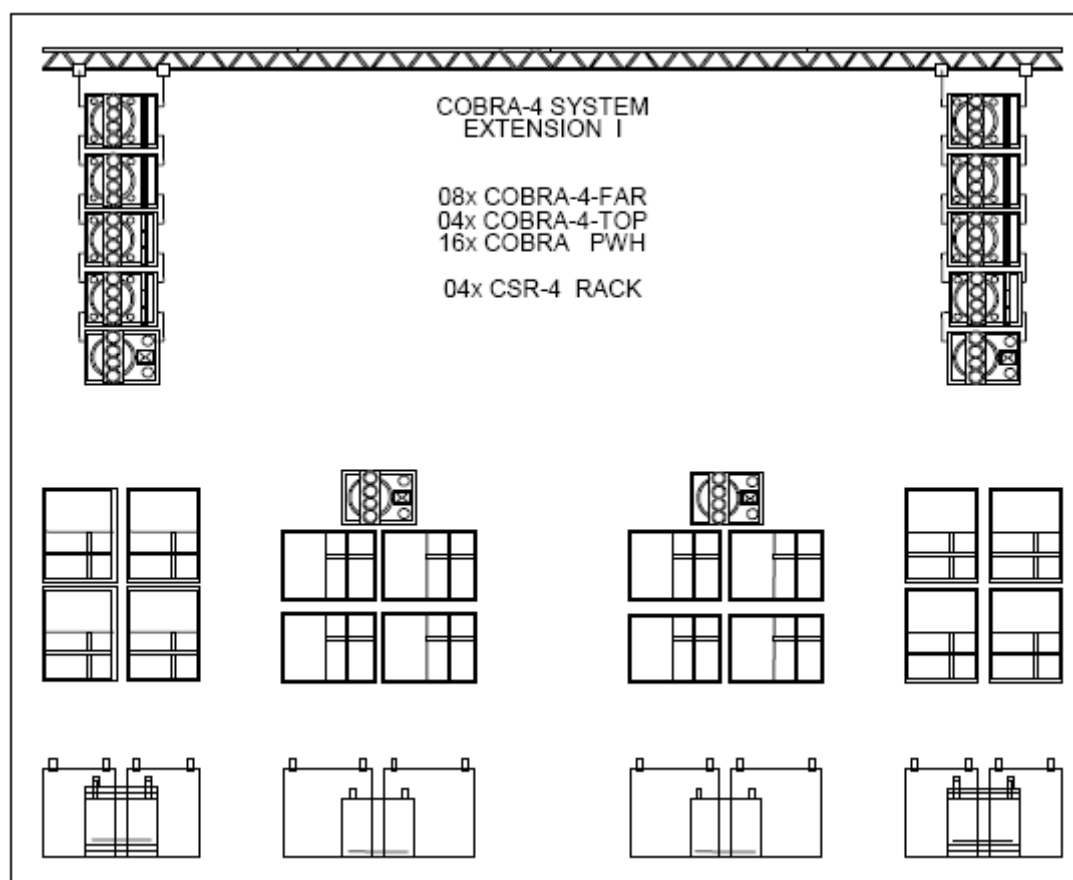 COBRA-4 SYSTEM
EXTENSION I
08x COBRA-4-FAR
04x COBRA-4-TOP
16x COBRA PWH
04x CSR-4 RACK